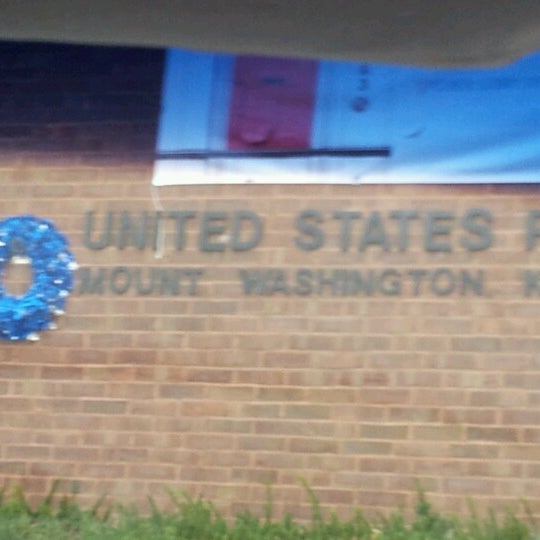 UNITED STATES P
MOUNT WASHINGTON, K